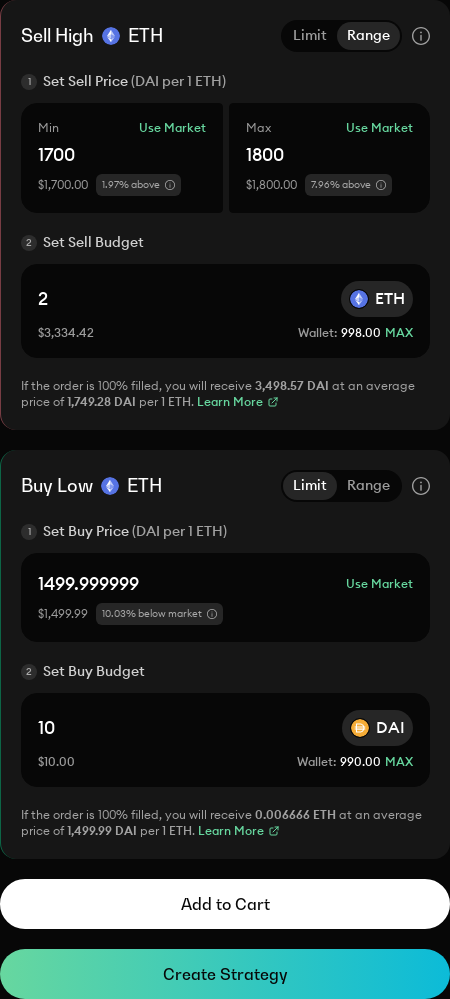 Sell High ETH Limit Range
1 Set Sell Price (DAI per 1 ETH)
Min Use Market Max Use Market
1700 1800
$1,700.00 1.97% above $1,800.00 7.96% above
2 Set Sell Budget
2 ETH
$3,334.42 Wallet: 998.00 MAX
If the order is 100% filled, you will receive 3,498.57 DAI at an average
price of 1,749.28 DAI per 1 ETH. Learn More
Buy Low ETH Limit Range
1 Set Buy Price (DAI per 1 ETH)
1499.999999 Use Market
$1,499.99 10.03% below market
2 Set Buy Budget
10 DAI
$10.00 Wallet: 990.00 MAX
If the order is 100% filled, you will receive 0.006666 ETH at an average
price of 1,499.99 DAI per 1 ETH. Learn More
Add to Cart
Create Strategy